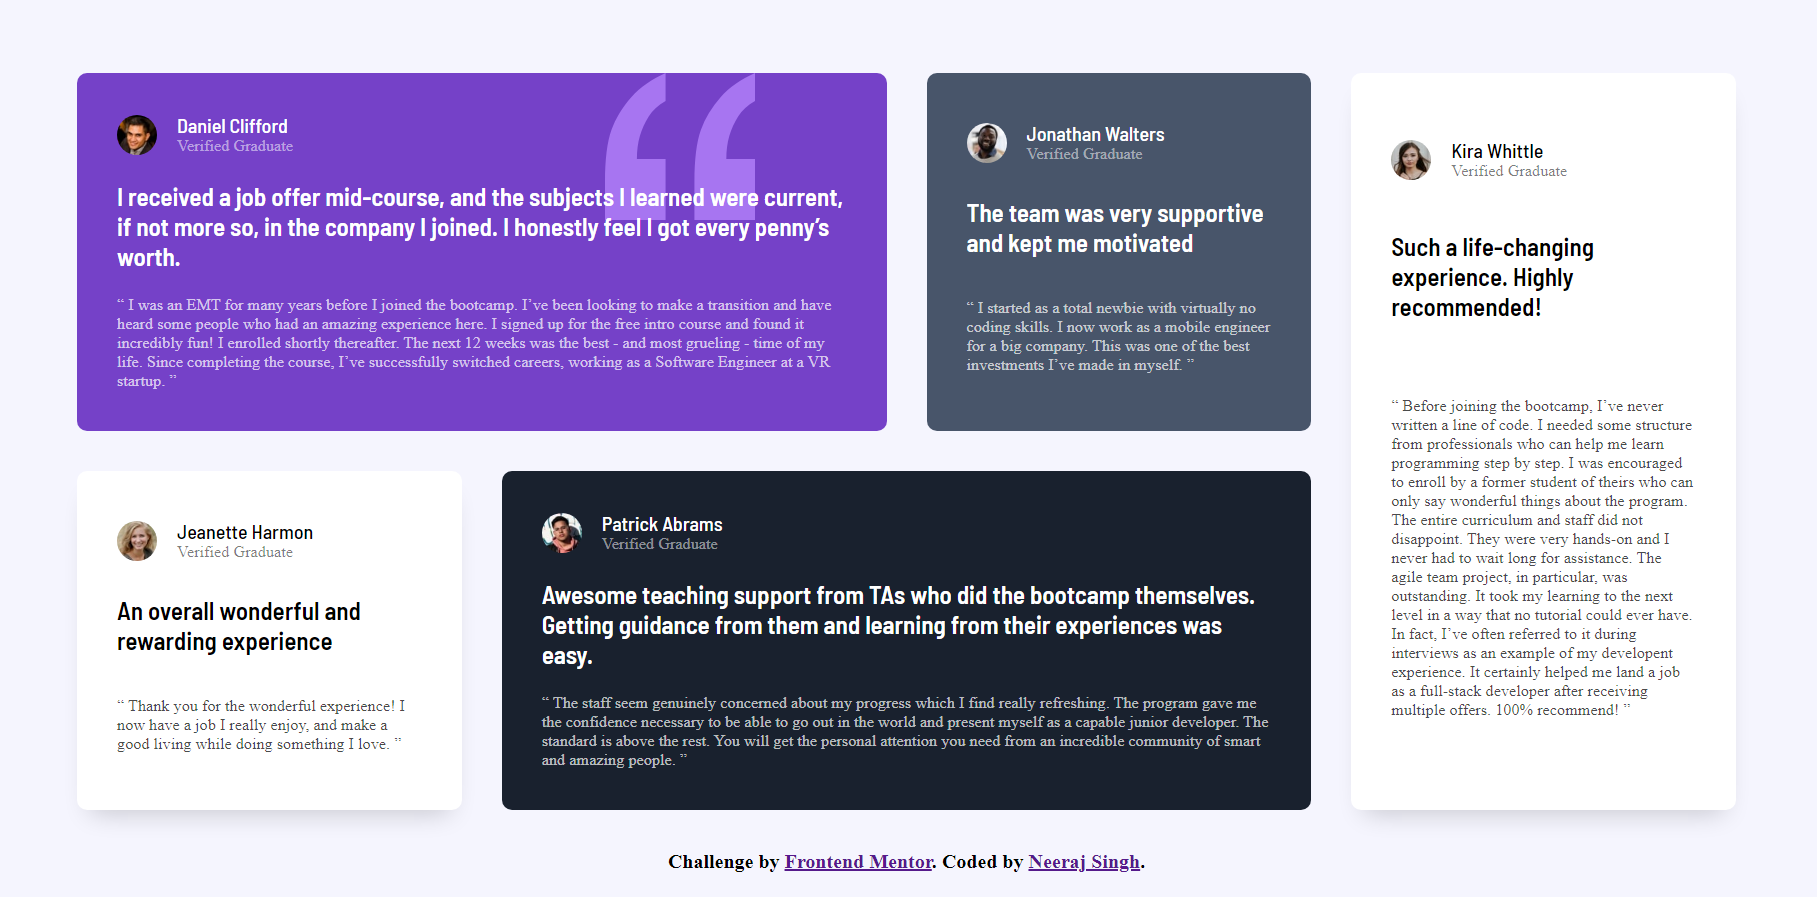 Daniel Clifford
Verified Graduate
I received a job offer mid-course, and the subjects I learned were current,
if not more so, in the company I joined. I honestly feel I got every penny’s
worth.
“ I was an EMT for many years before I joined the bootcamp. I’ve been looking to make a transition and have
heard some people who had an amazing experience here. I signed up for the free intro course and found it
incredibly fun! I enrolled shortly thereafter. The next 12 weeks was the best - and most grueling - time of my
life. Since completing the course, I’ve successfully switched careers, working as a Software Engineer at a VR
startup. ”
Jonathan Walters
Verified Graduate
The team was very supportive
and kept me motivated
“ I started as a total newbie with virtually no
coding skills. I now work as a mobile engineer
for a big company. This was one of the best
investments I’ve made in myself. ”
Kira Whittle
Verified Graduate
Such a life-changing
experience. Highly
recommended!
“ Before joining the bootcamp, I’ve never
written a line of code. I needed some structure
from professionals who can help me learn
programming step by step. I was encouraged
to enroll by a former student of theirs who can
only say wonderful things about the program.
The entire curriculum and staff did not
disappoint. They were very hands-on and I
never had to wait long for assistance. The
agile team project, in particular, was
outstanding. It took my learning to the next
level in a way that no tutorial could ever have.
In fact, I’ve often referred to it during
interviews as an example of my developent
experience. It certainly helped me land a job
as a full-stack developer after receiving
multiple offers. 100% recommend! ”
Jeanette Harmon
Verified Graduate
An overall wonderful and
rewarding experience
“ Thank you for the wonderful experience! I
now have a job I really enjoy, and make a
good living while doing something I love. ”
Patrick Abrams
Verified Graduate
Awesome teaching support from TAs who did the bootcamp themselves.
Getting guidance from them and learning from their experiences was
easy.
“ The staff seem genuinely concerned about my progress which I find really refreshing. The program gave me
the confidence necessary to be able to go out in the world and present myself as a capable junior developer. The
standard is above the rest. You will get the personal attention you need from an incredible community of smart
and amazing people. ”
Challenge by Frontend Mentor. Coded by Neeraj Singh.